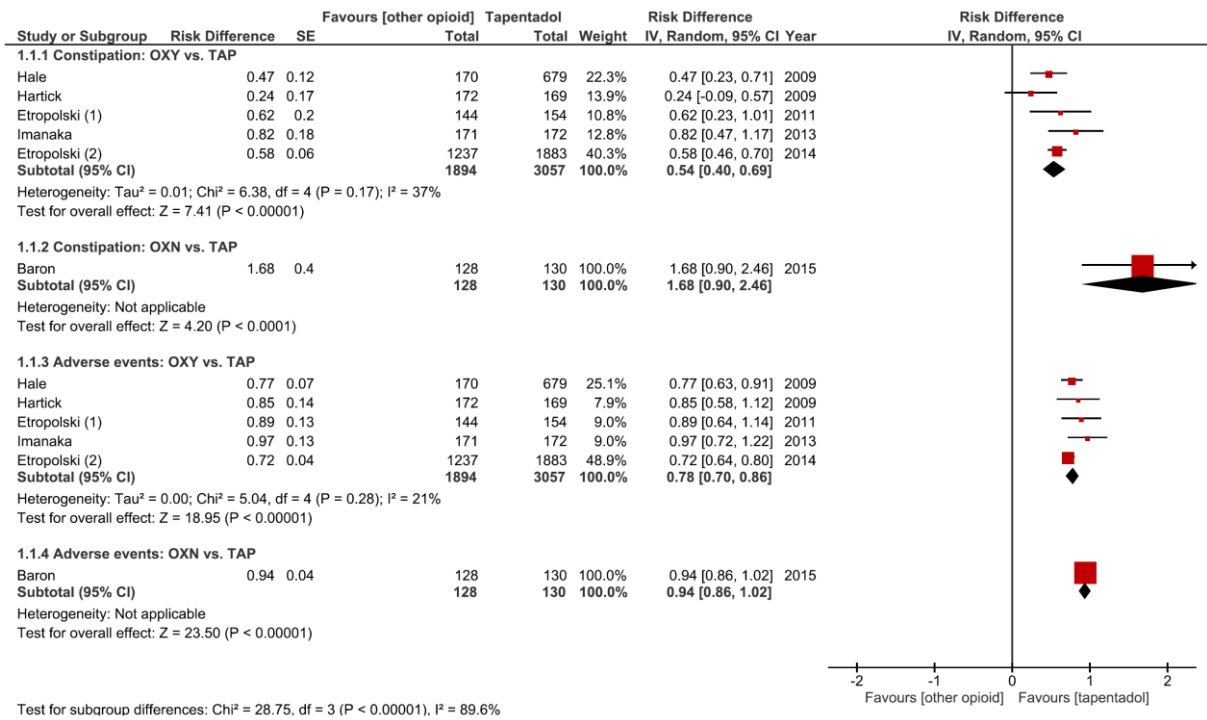 Favours [other opioid] Tapentadol Risk Difference Risk Difference
Study or Subgroup Risk Difference SE Total Total Weight IV, Random, 95% CI Year IV, Random, 95% CI
1.1.1 Constipation: OXY vs. TAP
Hale 0.47 0.12 170 679 22.3% 0.47 [0.23, 0.71] 2009
Hartick 0.24 0.17 172 169 13.9% 0.24 [-0.09, 0.57] 2009
Etropolski (1) 0.62 0.2 144 154 10.8% 0.62 [0.23, 1.01] 2011
Imanaka 0.82 0.18 171 172 12.8% 0.82 [0.47, 1.17] 2013
Etropolski (2) 0.58 0.06 1237 1883 40.3% 0.58 [0.46, 0.70] 2014
Subtotal (95% CI) 1894 3057 100.0% 0.54 [0.40, 0.69]
Heterogeneity: Tau² = 0.01; Chi² = 6.38, df = 4 (P = 0.17); I² = 37%
Test for overall effect: Z = 7.41 (P < 0.00001)
1.1.2 Constipation: OXN vs. TAP
Baron 1.68 0.4 128 130 100.0% 1.68 [0.90, 2.46] 2015
Subtotal (95% CI) 128 130 100.0% 1.68 [0.90, 2.46]
Heterogeneity: Not applicable
Test for overall effect: Z = 4.20 (P < 0.0001)
1.1.3 Adverse events: OXY vs. TAP
Hale 0.77 0.07 170 679 25.1% 0.77 [0.63, 0.91] 2009
Hartick 0.85 0.14 172 169 7.9% 0.85 [0.58, 1.12] 2009
Etropolski (1) 0.89 0.13 144 154 9.0% 0.89 [0.64, 1.14] 2011
Imanaka 0.97 0.13 171 172 9.0% 0.97 [0.72, 1.22] 2013
Etropolski (2) 0.72 0.04 1237 1883 48.9% 0.72 [0.64, 0.80] 2014
Subtotal (95% CI) 1894 3057 100.0% 0.78 [0.70, 0.86]
Heterogeneity: Tau² = 0.00; Chi² = 5.04, df = 4 (P = 0.28); I² = 21%
Test for overall effect: Z = 18.95 (P < 0.00001)
1.1.4 Adverse events: OXN vs. TAP
Baron 0.94 0.04 128 130 100.0% 0.94 [0.86, 1.02] 2015
Subtotal (95% CI) 128 130 100.0% 0.94 [0.86, 1.02]
Heterogeneity: Not applicable
Test for overall effect: Z = 23.50 (P < 0.00001)
-2 -1 0 1 2
Favours [other opioid] Favours [tapentadol]
Test for subgroup differences: Chi² = 28.75, df = 3 (P < 0.00001), I² = 89.6%